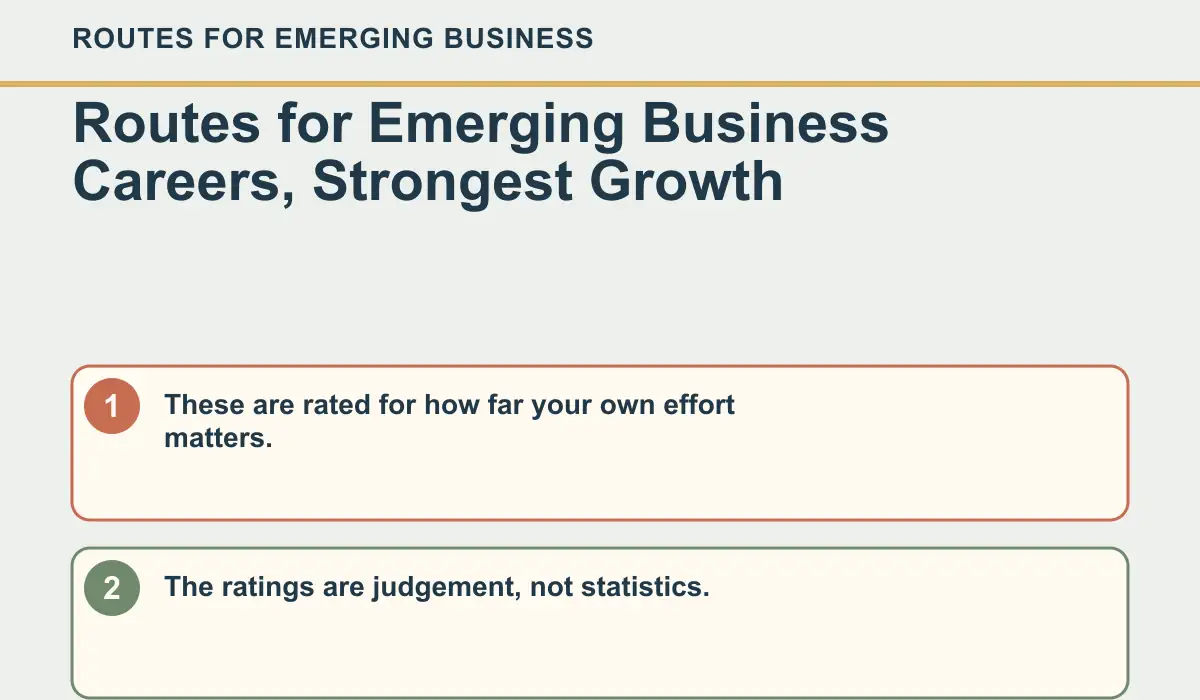 ROUTES FOR EMERGING BUSINESS
Routes for Emerging Business
Careers, Strongest Growth
1
These are rated for how far your own effort
matters.
2
The ratings are judgement, not statistics.